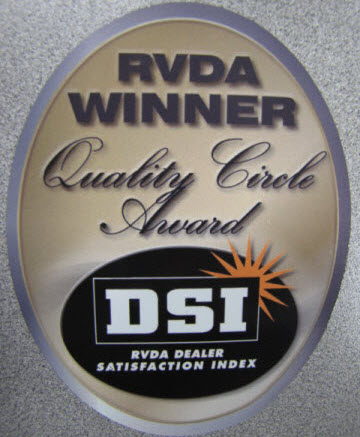 RVDA
WINNER
Quality Circle
Award
DSI
RVDA DEALER
SATISFACTION INDEX